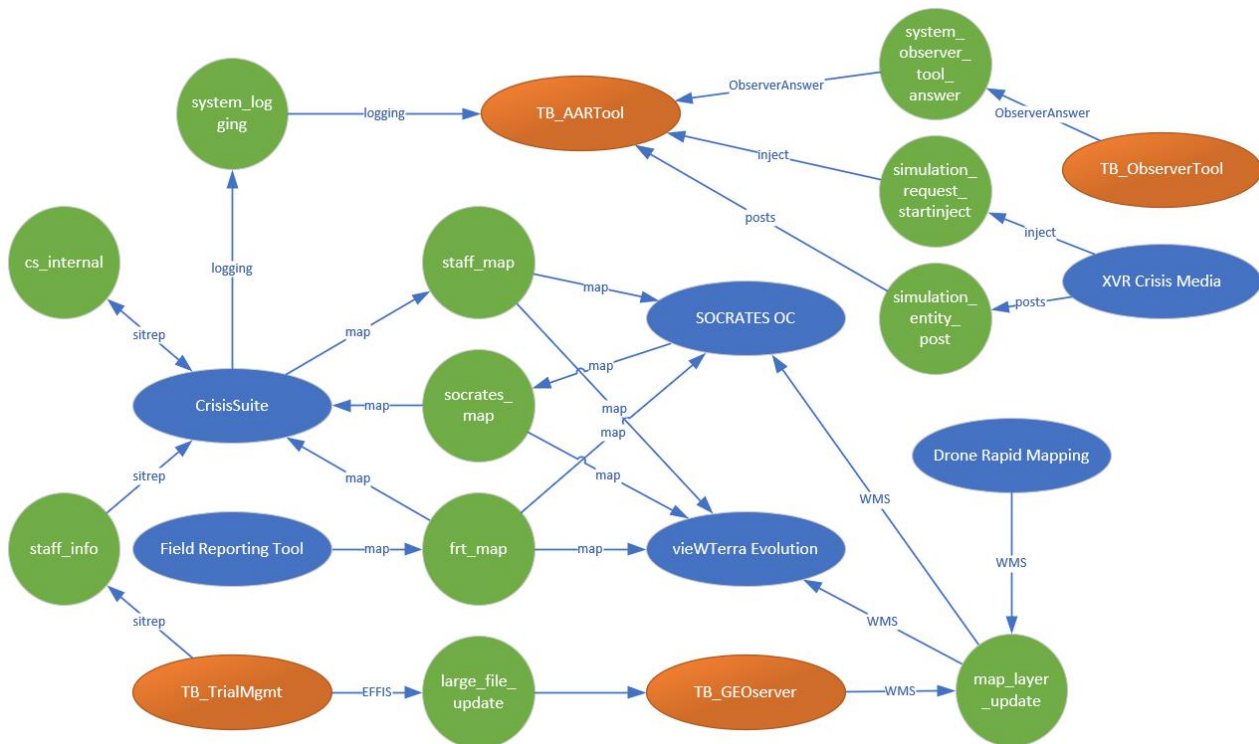 system_
observer_
tool_
answer
ObserverAnswer
system_log
ging
logging
TB_AARTool
ObserverAnswer
TB_ObserverTool
inject
simulation_
request_
startinject
posts
inject
cs_internal
logging
staff_map
map
XVR Crisis Media
posts
simulation_
entity_
post
SOCRATES OC
sitrep
map
map
CrisisSuite
map
socrates_
map
map
map
Drone Rapid Mapping
sitrep
map
map
WMS
staff_info
Field Reporting Tool
map
frt_map
map
vieWTerra Evolution
WMS
sitrep
WMS
TB_TrialMgmt
EFFIS
large_file_
update
TB_GEOserver
WMS
map_layer
_update